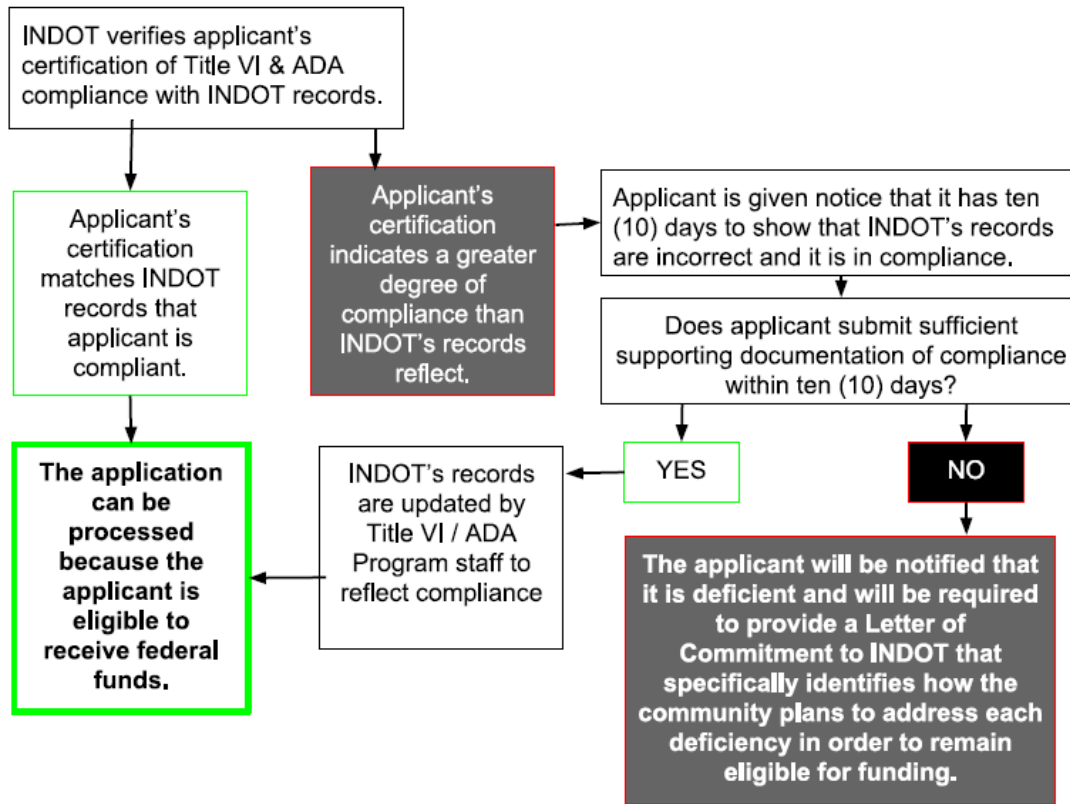 INDOT verifies applicant's
certification of Title VI & ADA
compliance with INDOT records.
Applicant's
certification
matches INDOT
records that
applicant is
compliant.
Applicant's
certification
indicates a greater
degree of
compliance than
INDOT's records
reflect.
Applicant is given notice that it has ten
(10) days to show that INDOT's records
are incorrect and it is in compliance.
Does applicant submit sufficient
supporting documentation of compliance
within ten (10) days?
YES
NO
INDOT's records
are updated by
Title VI / ADA
Program staff to
reflect compliance
The application
can be
processed
because the
applicant is
eligible to
receive federal
funds.
The applicant will be notified that
it is deficient and will be required
to provide a Letter of
Commitment to INDOT that
specifically identifies how the
community plans to address each
deficiency in order to remain
eligible for funding.